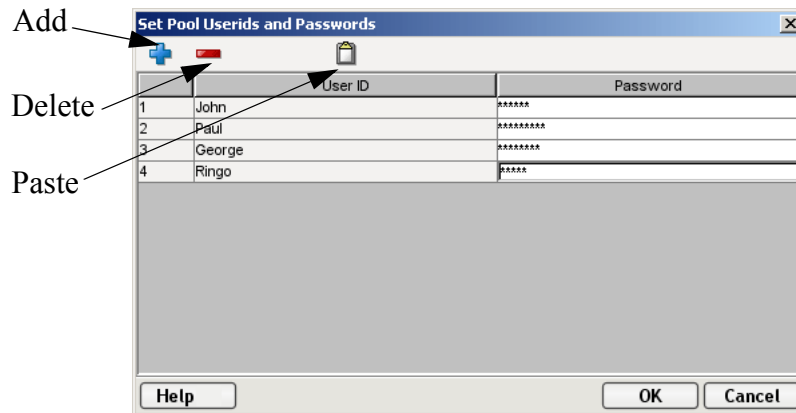 Add
Set Pool Userids and Passwords
Delete
User ID Password
1 John ******
2 Paul *********
3 George ********
Paste
4 Ringo *****
Help OK Cancel